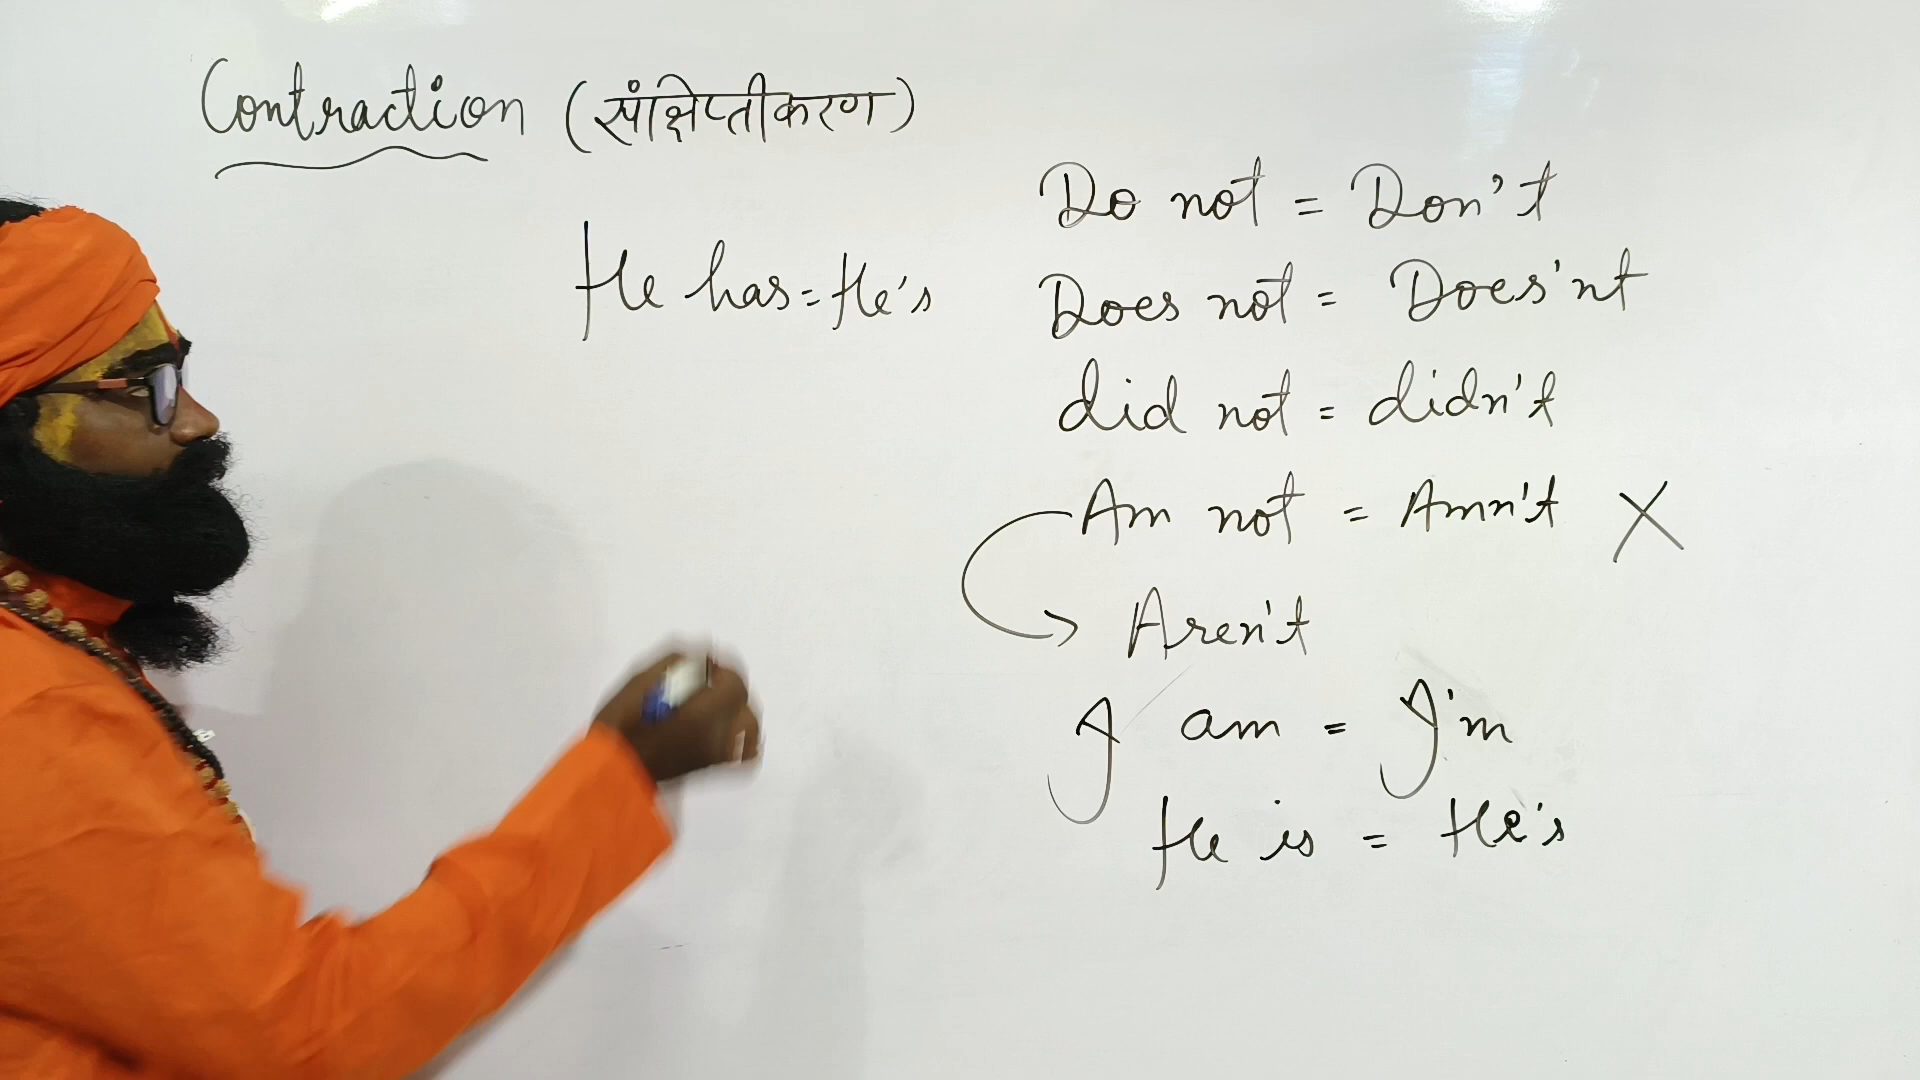 Contraction (संक्षिप्तीकरण)
He has = He's
Do not = Don't
Does not = Does'nt
did not = didn't
Am not = Amn't X
Aren't
I am = I'm
He is = He's